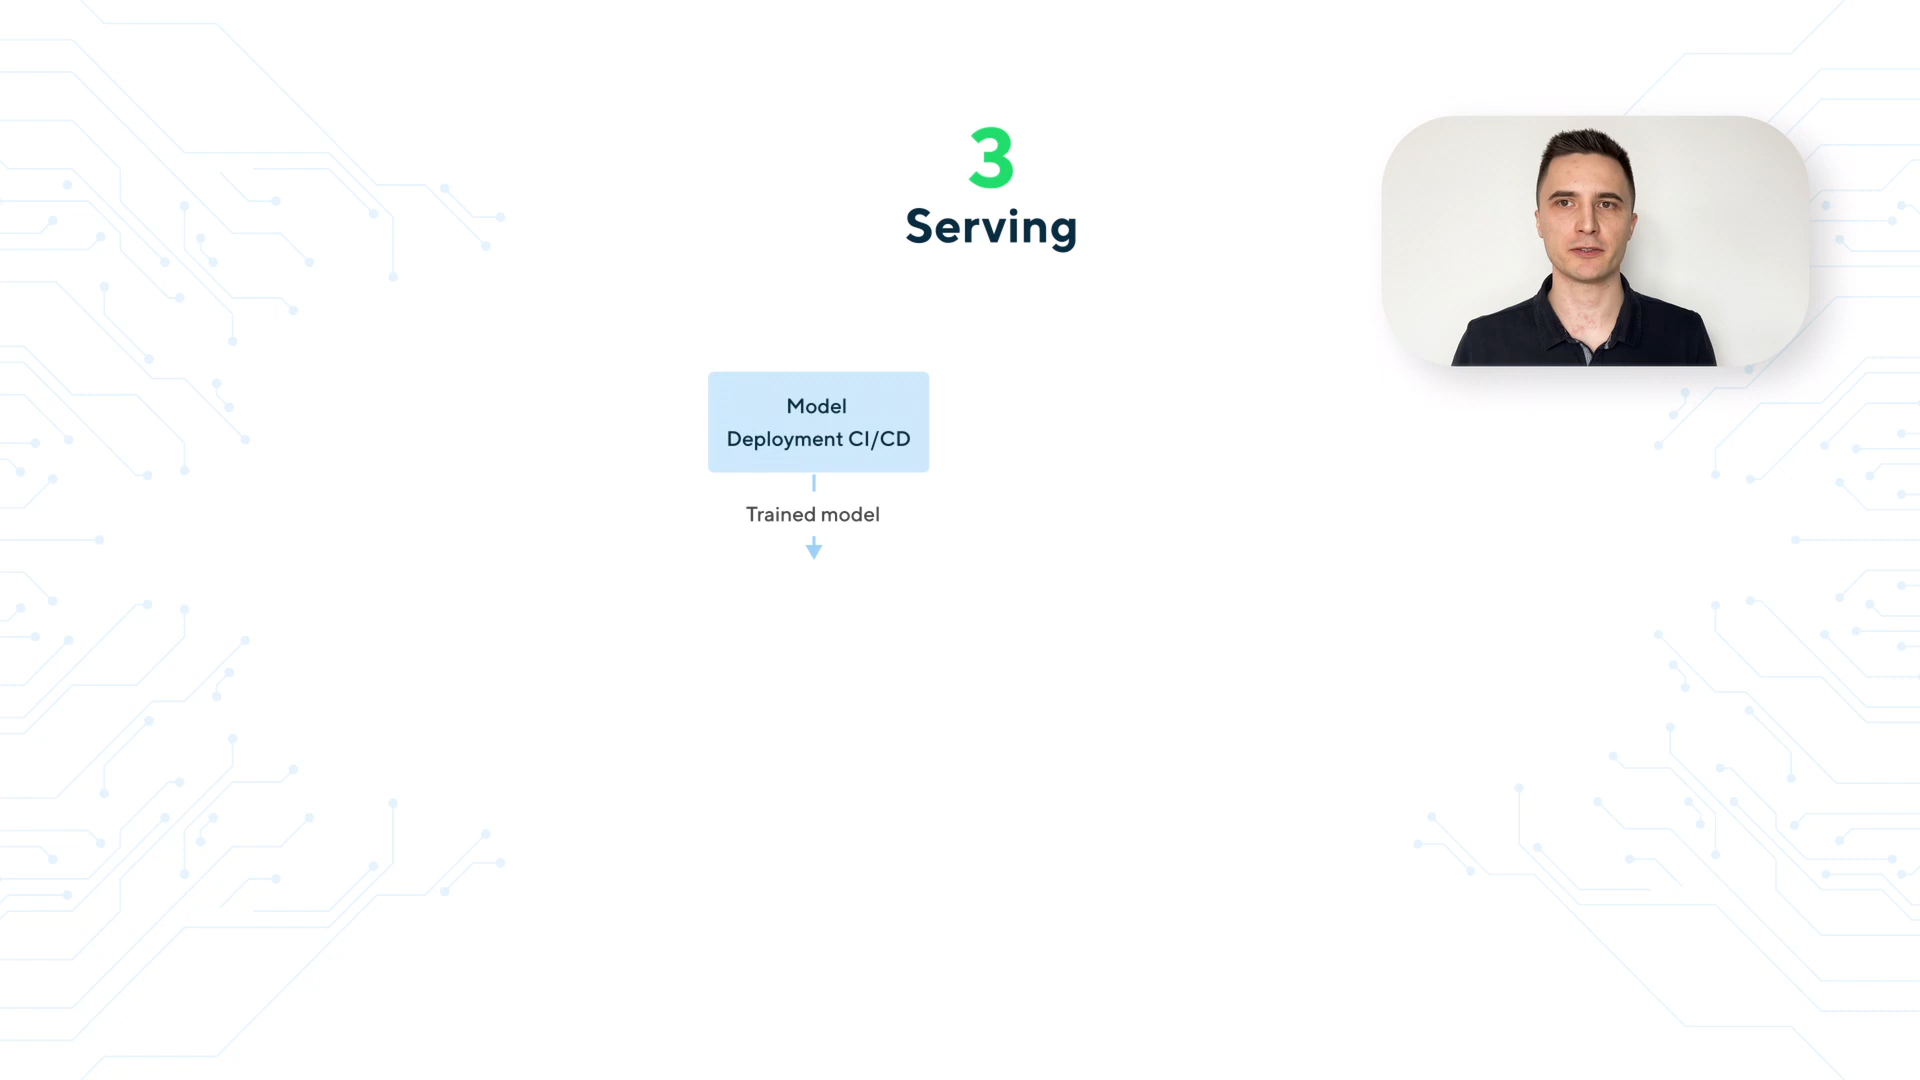 3
Serving
Model
Deployment CI/CD
Trained model